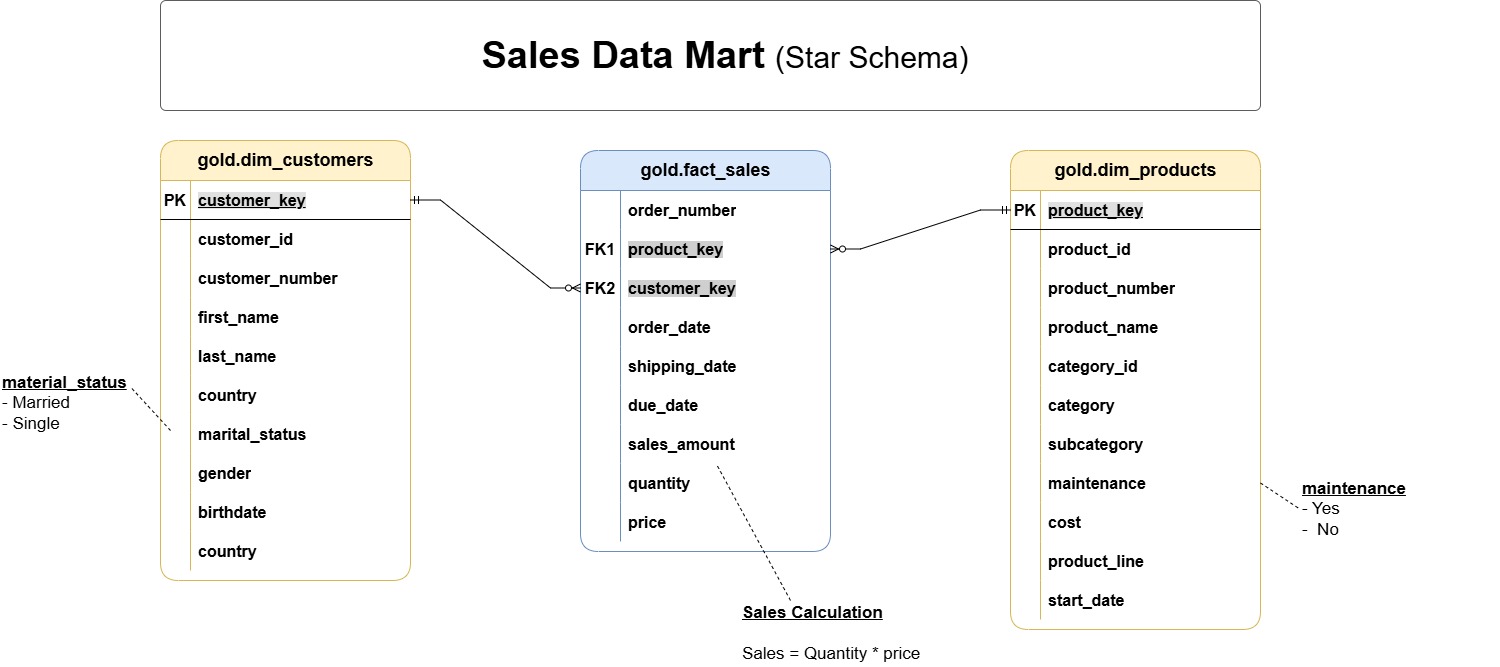 Sales Data Mart (Star Schema)
gold.dim_customers
PK customer_key
customer_id
customer_number
first_name
last_name
country
marital_status
gender
birthdate
country
material_status
- Married
- Single
gold.fact_sales
order_number
FK1 product_key
FK2 customer_key
order_date
shipping_date
due_date
sales_amount
quantity
price
Sales Calculation
Sales = Quantity * price
gold.dim_products
PK product_key
product_id
product_number
product_name
category_id
category
subcategory
maintenance
cost
product_line
start_date
maintenance
- Yes
- No